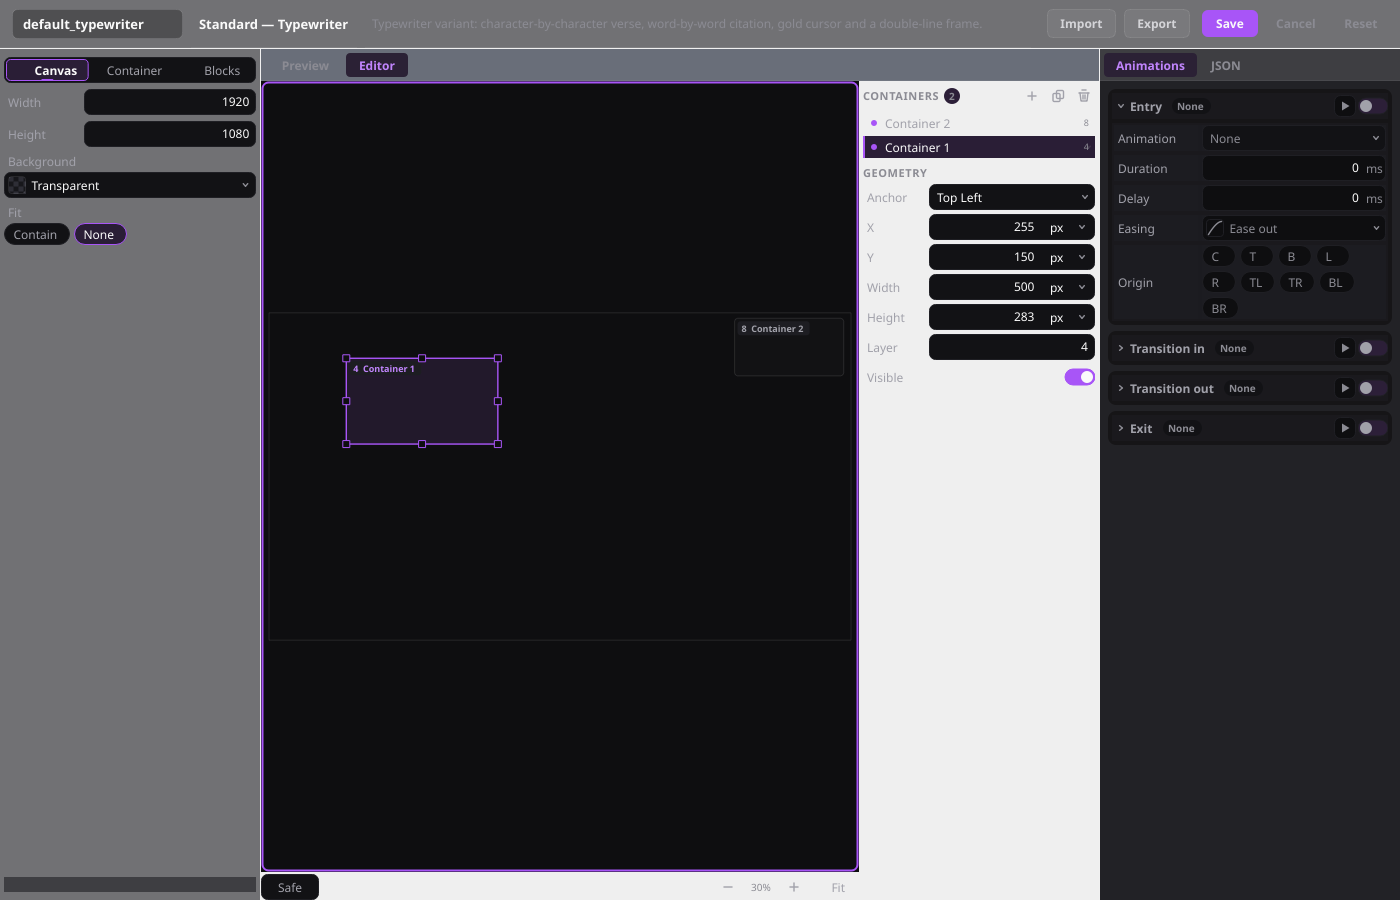 default_typewriter
Standard — Typewriter
Typewriter variant: character-by-character verse, word-by-word citation, gold cursor and a double-line frame.
Import
Export
Save
Cancel
Reset
Canvas
Container
Blocks
Width
1920
Height
1080
Background
Transparent
Fit
Contain
None
Preview
Editor
8 Container 2
4 Container 1
Safe
30%
Fit
CONTAINERS 2
Container 2
8
Container 1
4
GEOMETRY
Anchor
Top Left
X
255 px
Y
150 px
Width
500 px
Height
283 px
Layer
4
Visible
Animations
JSON
Entry
None
Animation
None
Duration
0 ms
Delay
0 ms
Easing
Ease out
Origin
C
T
B
L
R
TL
TR
BL
BR
Transition in
None
Transition out
None
Exit
None